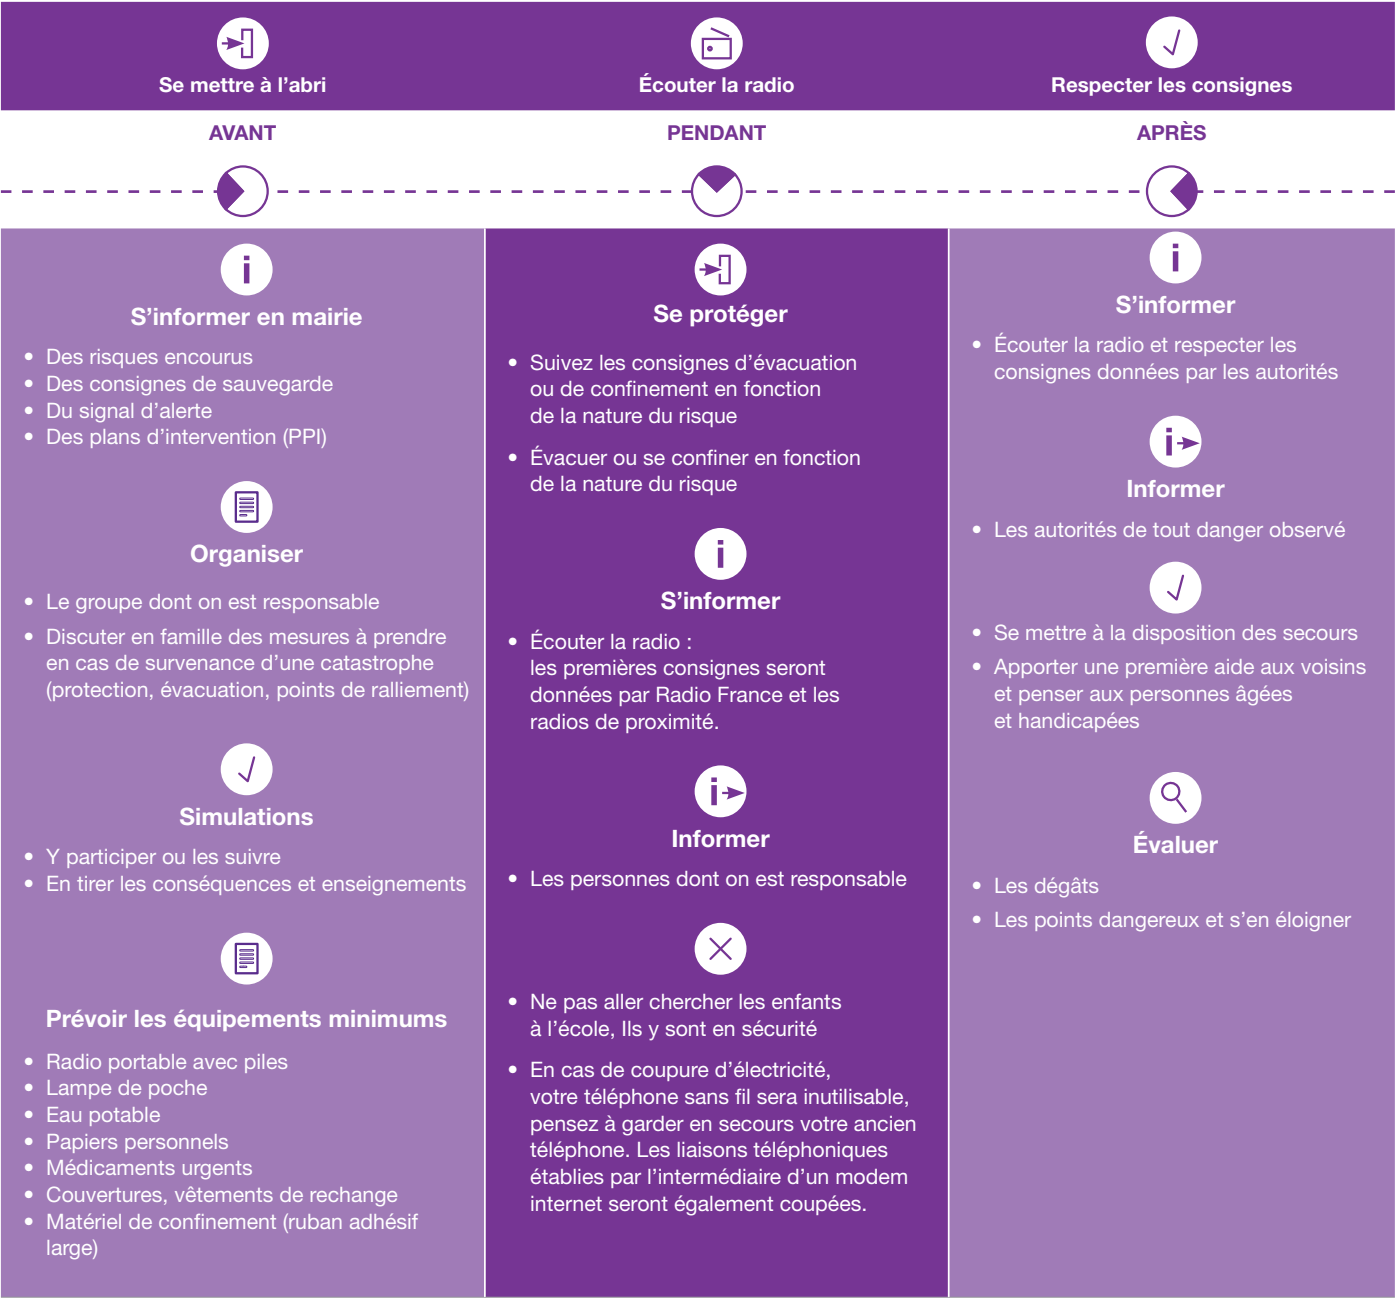 Se mettre à l’abri
Écouter la radio
Respecter les consignes
AVANT
PENDANT
APRÈS
S’informer en mairie
• Des risques encourus
• Des consignes de sauvegarde
• Du signal d’alerte
• Des plans d’intervention (PPI)
Organiser
• Le groupe dont on est responsable
• Discuter en famille des mesures à prendre
en cas de survenance d’une catastrophe
(protection, évacuation, points de ralliement)
Simulations
• Y participer ou les suivre
• En tirer les conséquences et enseignements
Prévoir les équipements minimums
• Radio portable avec piles
• Lampe de poche
• Eau potable
• Papiers personnels
• Médicaments urgents
• Couvertures, vêtements de rechange
• Matériel de confinement (ruban adhésif
large)
Se protéger
• Suivez les consignes d’évacuation
ou de confinement en fonction
de la nature du risque
• Évacuer ou se confiner en fonction
de la nature du risque
S’informer
• Écouter la radio :
les premières consignes seront
données par Radio France et les
radios de proximité.
Informer
• Les personnes dont on est responsable
• Ne pas aller chercher les enfants
à l’école, Ils y sont en sécurité
• En cas de coupure d’électricité,
votre téléphone sans fil sera inutilisable,
pensez à garder en secours votre ancien
téléphone. Les liaisons téléphoniques
établies par l’intermédiaire d’un modem
internet seront également coupées.
S’informer
• Écouter la radio et respecter les
consignes données par les autorités
Informer
• Les autorités de tout danger observé
• Se mettre à la disposition des secours
• Apporter une première aide aux voisins
et penser aux personnes âgées
et handicapées
Évaluer
• Les dégâts
• Les points dangereux et s’en éloigner